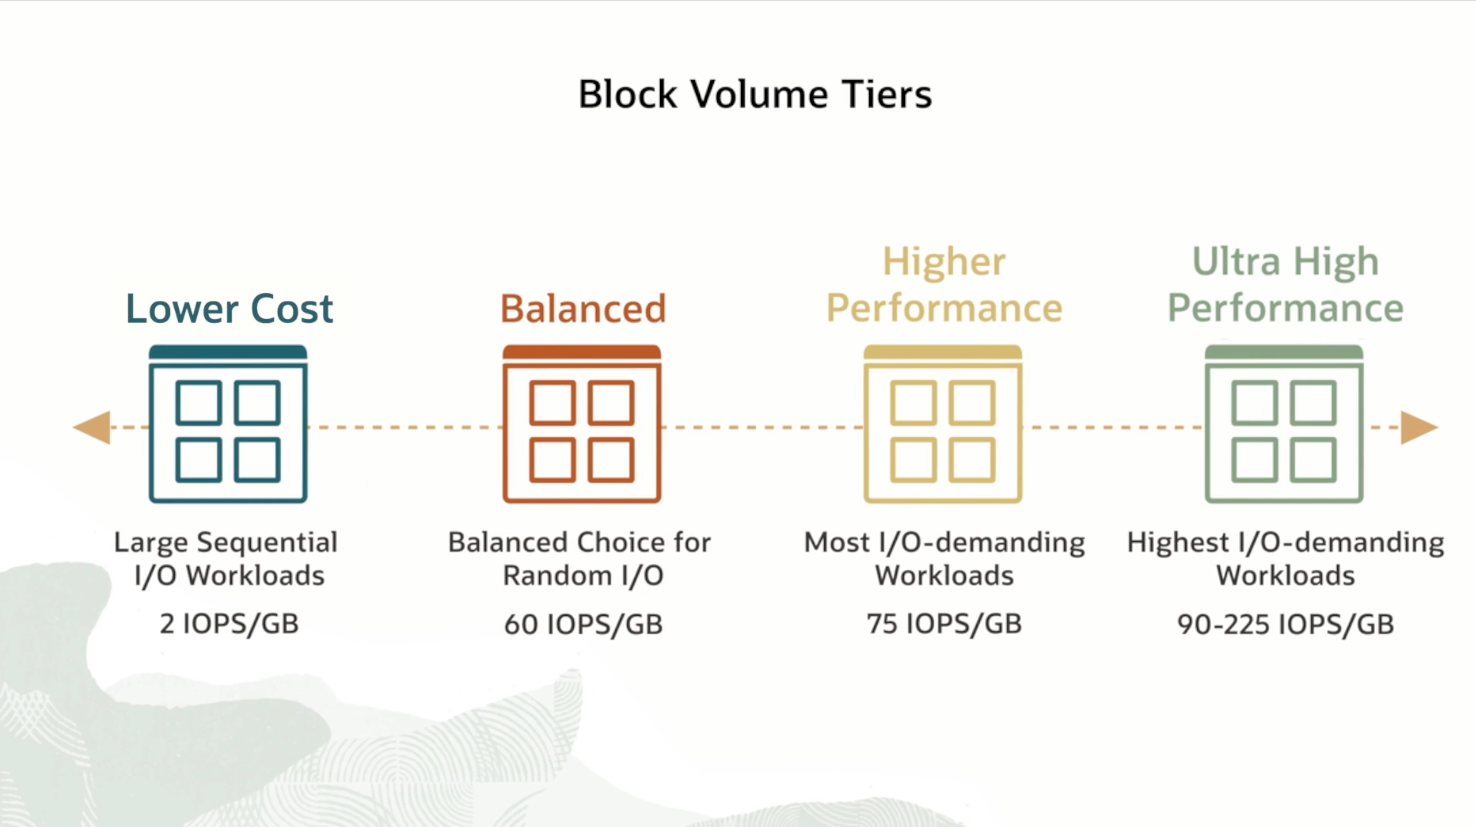 Block Volume Tiers
Lower Cost
Large Sequential
I/O Workloads
2 IOPS/GB
Balanced
Balanced Choice for
Random I/O
60 IOPS/GB
Higher
Performance
Most I/O-demanding
Workloads
75 IOPS/GB
Ultra High
Performance
Highest I/O-demanding
Workloads
90-225 IOPS/GB